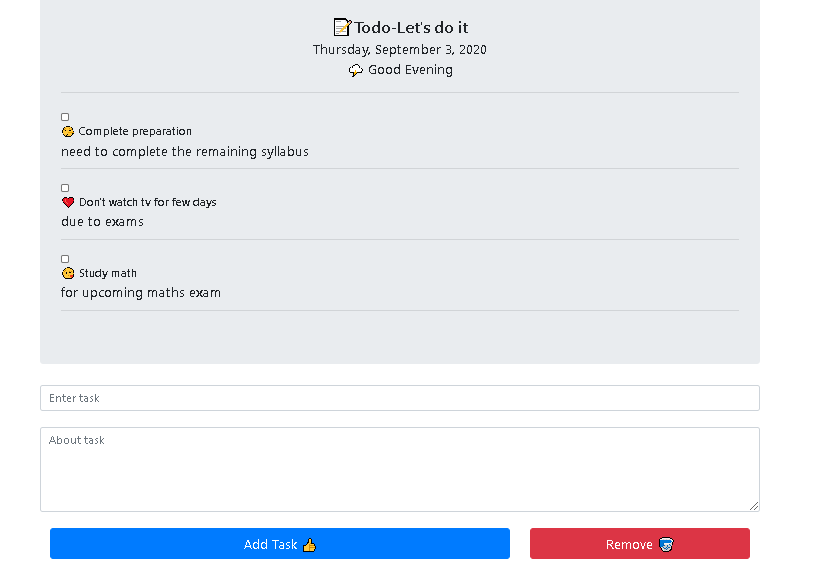 📝Todo-Let's do it
Thursday, September 3, 2020
🌩 Good Evening
Complete preparation
need to complete the remaining syllabus
❤ Don't watch tv for few days
due to exams
Study math
for upcoming maths exam
Enter task
About task
Add Task 👍
Remove